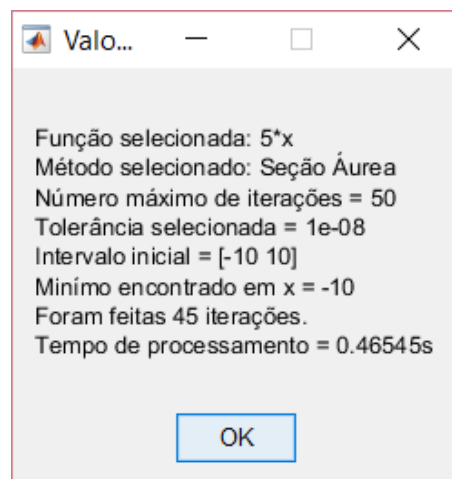 Valo...
Função selecionada: 5*x
Método selecionado: Seção Áurea
Número máximo de iterações = 50
Tolerância selecionada = 1e-08
Intervalo inicial = [-10 10]
Minímo encontrado em x = -10
Foram feitas 45 iterações.
Tempo de processamento = 0.46545s
OK